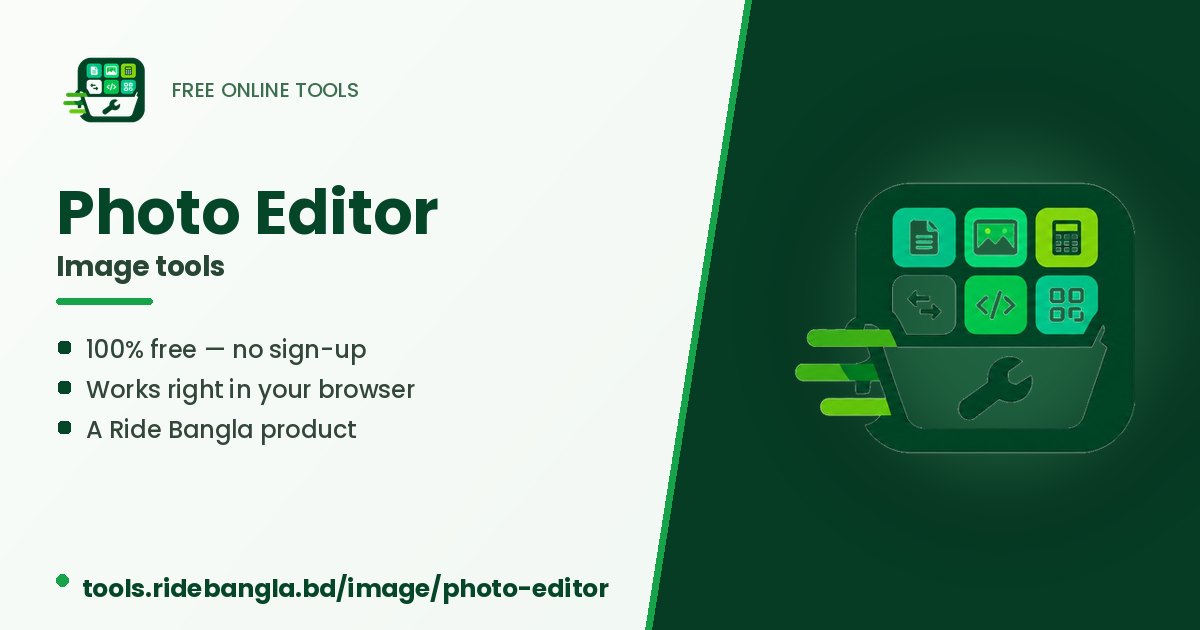 FREE ONLINE TOOLS
Photo Editor
Image tools
100% free — no sign-up
Works right in your browser
A Ride Bangla product
tools.ridebangla.bd/image/photo-editor